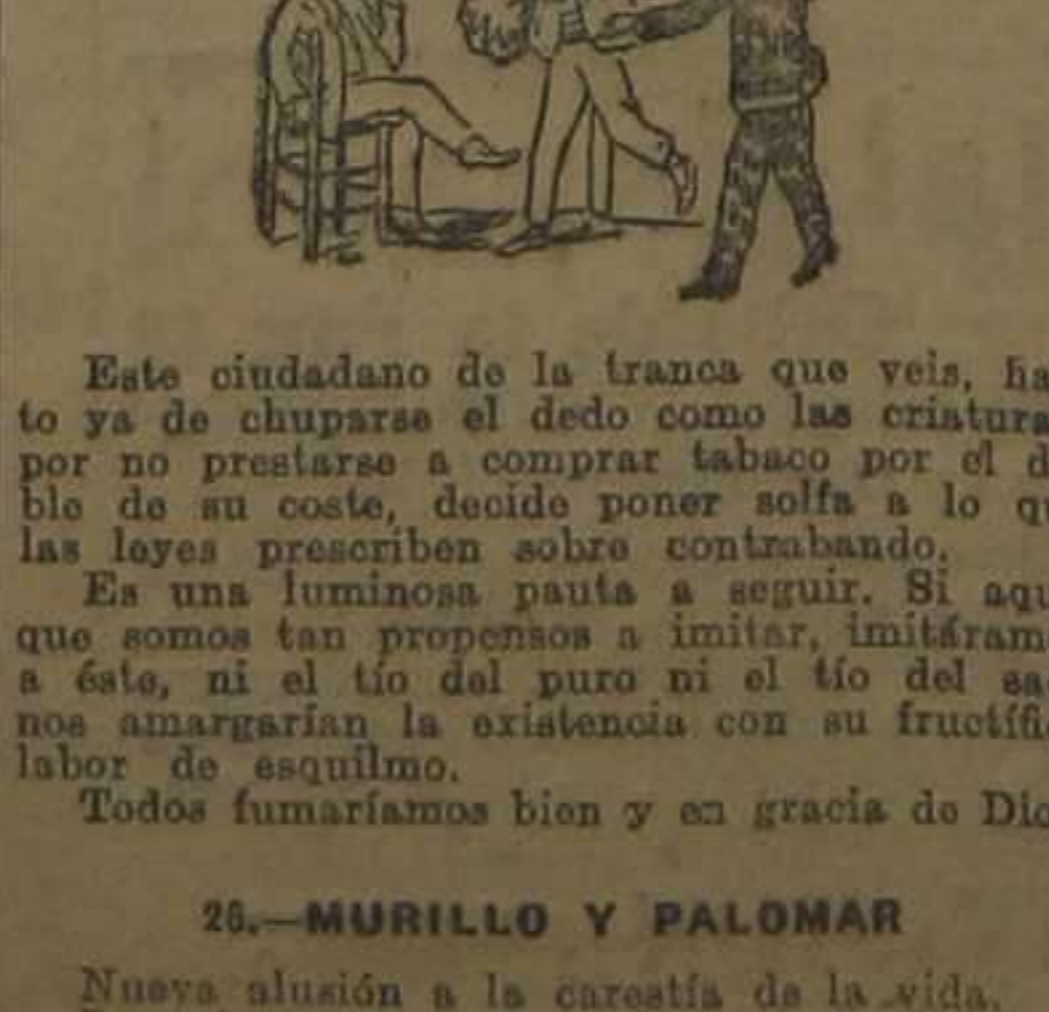 Este ciudadano de la tranca que veis, ha
to ya de chuparse el dedo como las criatura
por no prestarse a comprar tabaco por el d
ble de su coste, decide poner solfa a lo qu
las leyes prescriben sobre contrabando.
Es una luminosa pauta a seguir. Si aqu
que somos tan propensos a imitar, imitáram
a éste, ni el tío del puro ni el tío del sa
nos amargarían la existencia con su fructífi
labor de esquilmo.
Todos fumaríamos bien y en gracia de Dio
26.—MURILLO Y PALOMAR
Nueva alusión a la carestía de la vida.